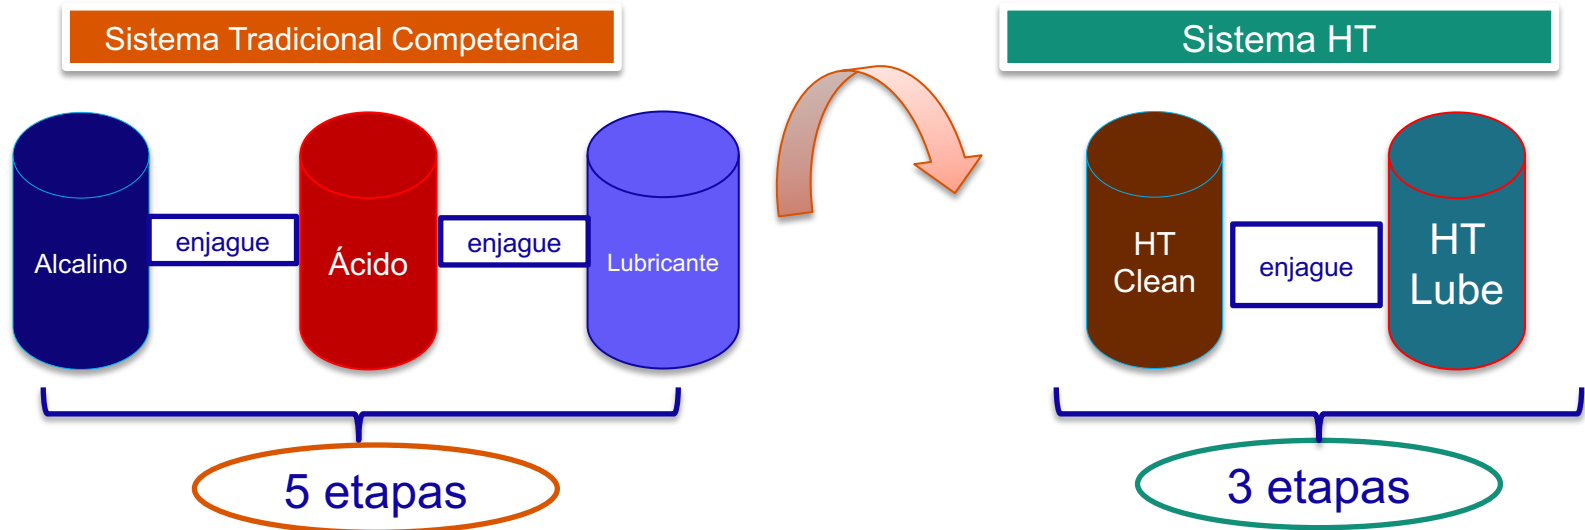 Sistema Tradicional Competencia
Alcalino
enjague
Ácido
enjague
Lubricante
5 etapas
Sistema HT
HT
Clean
enjague
HT
Lube
3 etapas